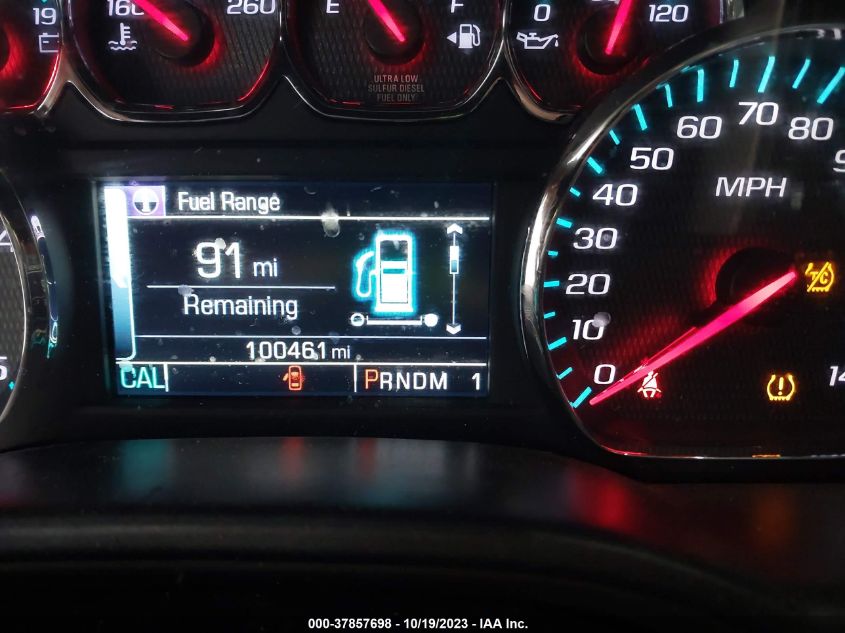 19
160
260
E
F
0
120
ULTRA LOW
SULFUR DIESEL
FUEL ONLY
Fuel Range
91 mi
Remaining
100461 mi
CAL
PRNDM 1
0
10
20
30
40
50
60
70
80
MPH
T/C
000-37857698 - 10/19/2023 - IAA Inc.